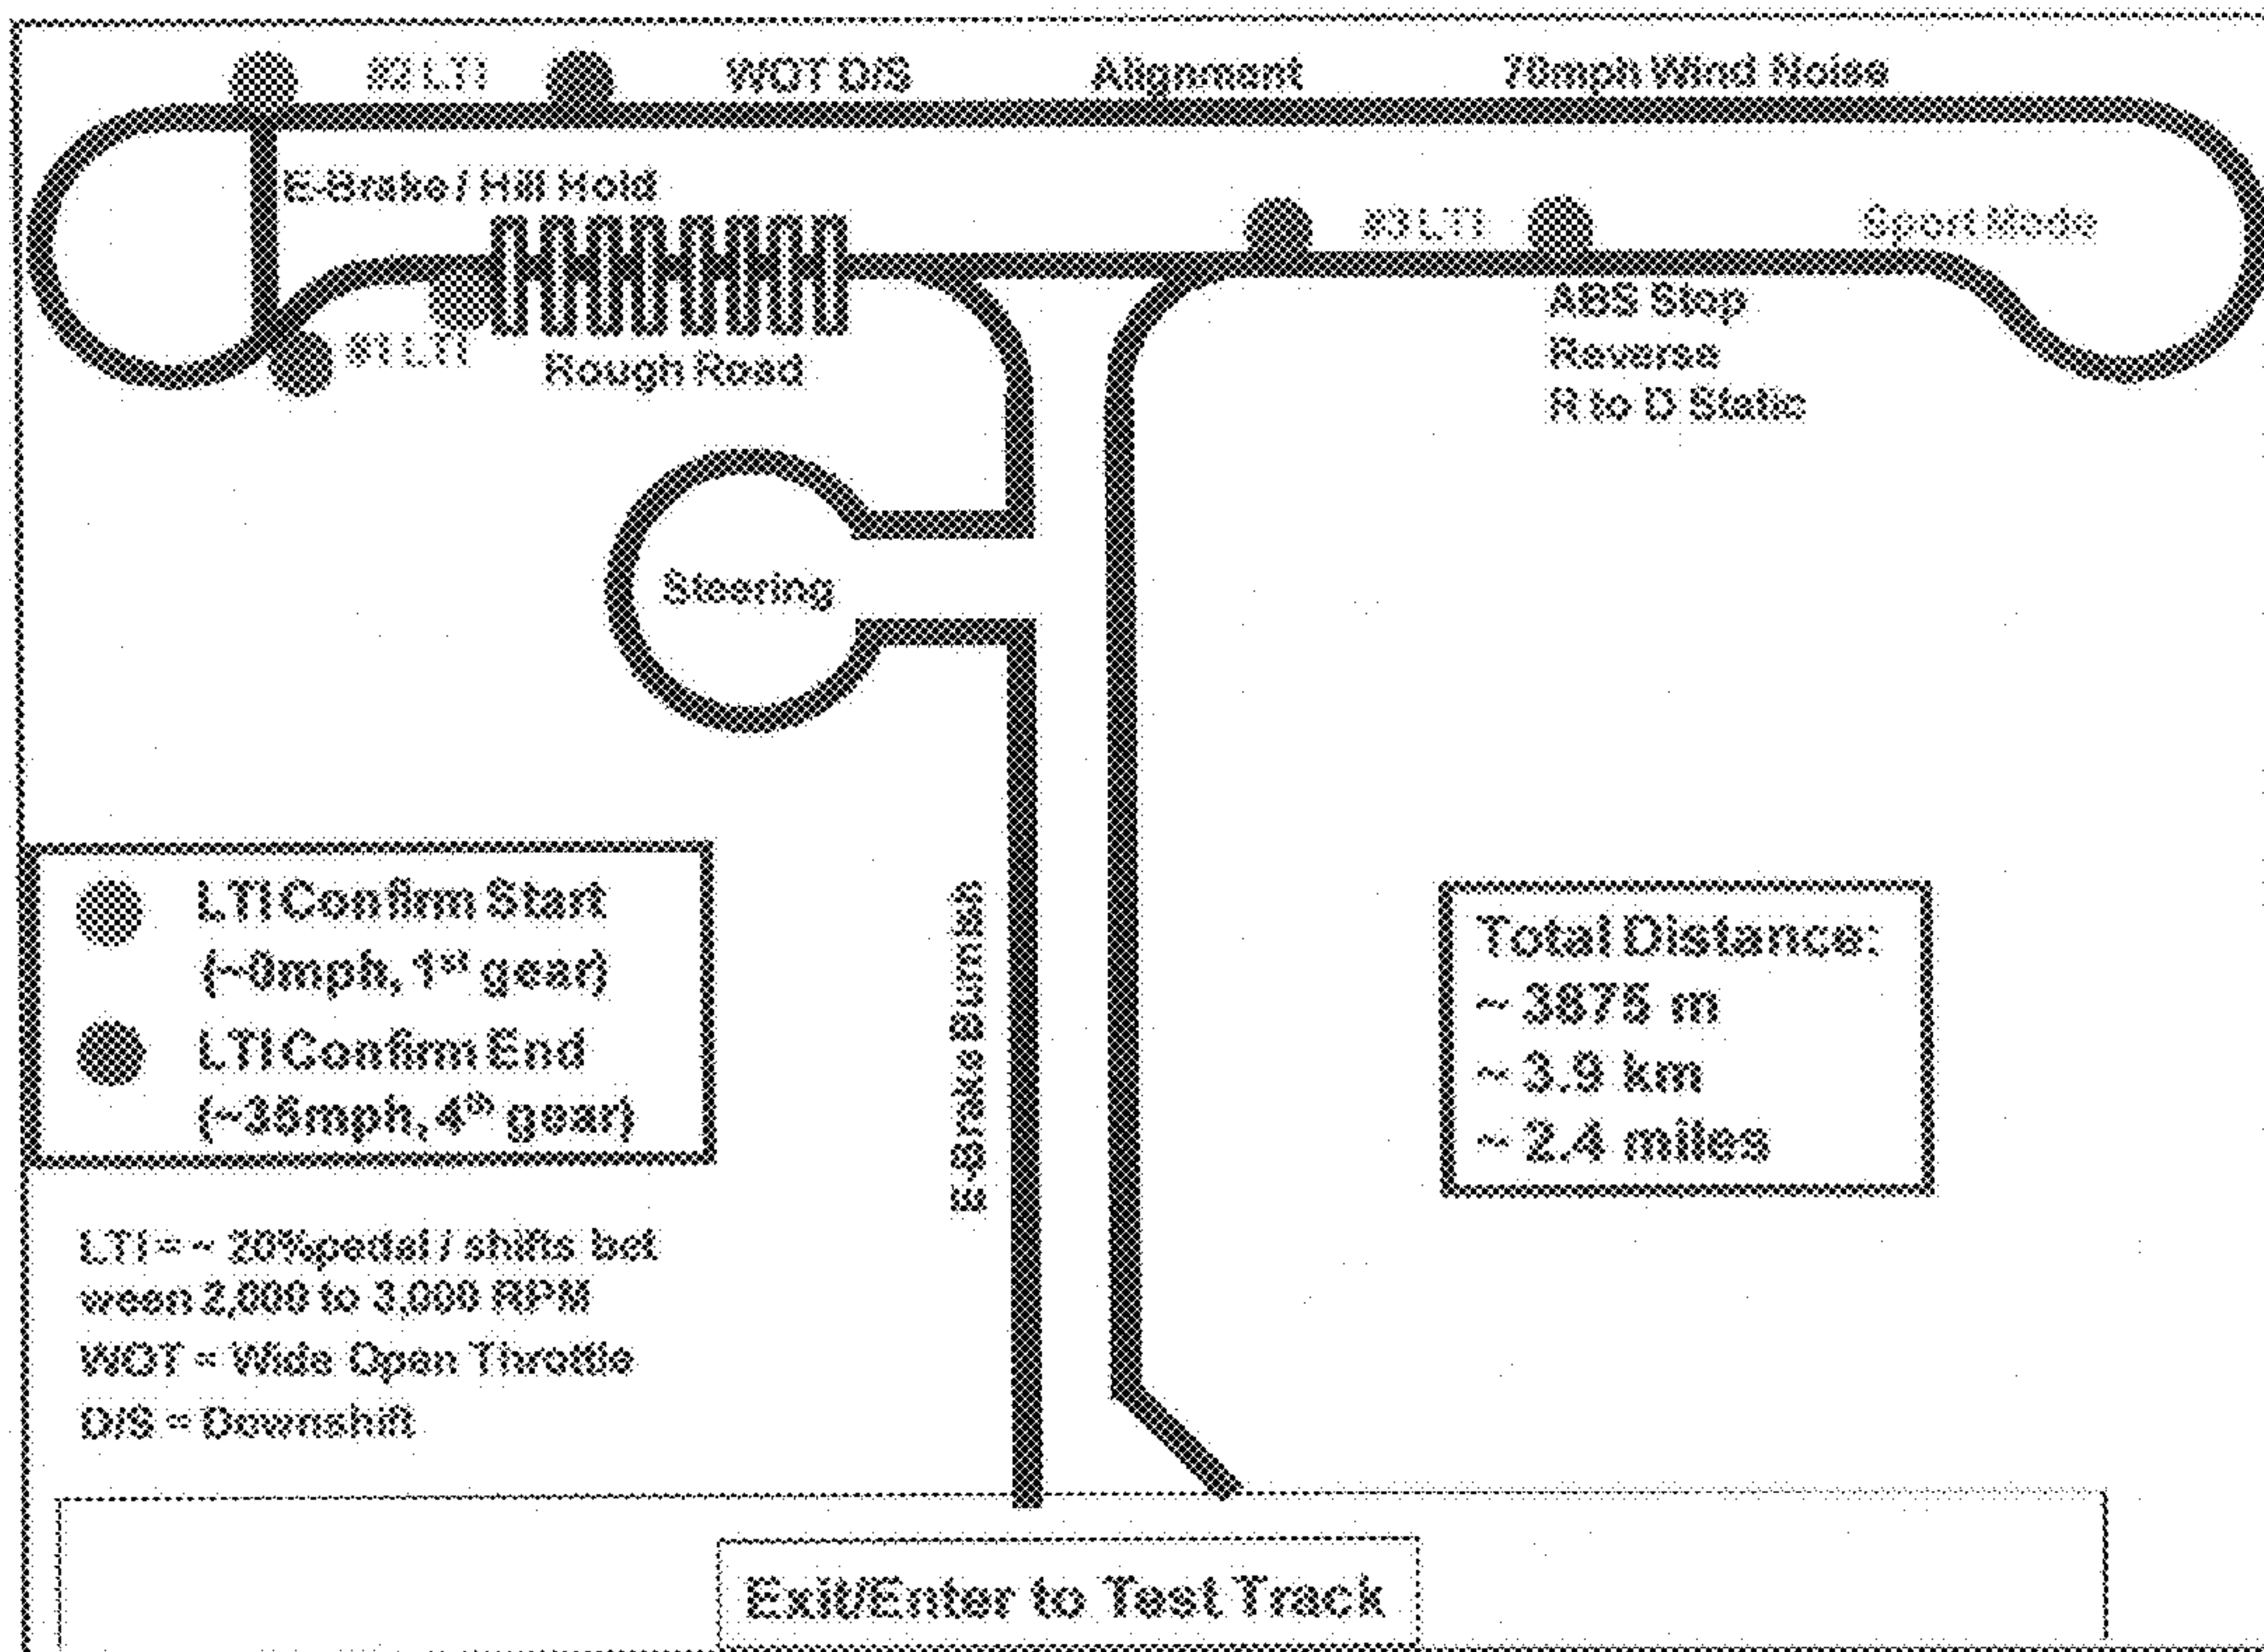 #2 LTI
WOT D/S
Alignment
70mph Wind Noise
E-Brake / Hill Hold
#3 LTI
Sport Mode
#1 LTI
Rough Road
ABS Stop
Reverse
R to D Static
Steering
E-Brake Burnish
LTI Confirm Start
(~0mph, 1st gear)
LTI Confirm End
(~35mph, 4th gear)
Total Distance:
~ 3875 m
~ 3.9 km
~ 2.4 miles
LTI = ~ 20%pedal / shifts bet
ween 2,000 to 3,000 RPM
WOT = Wide Open Throttle
D/S = Downshift
Exit/Enter to Test Track